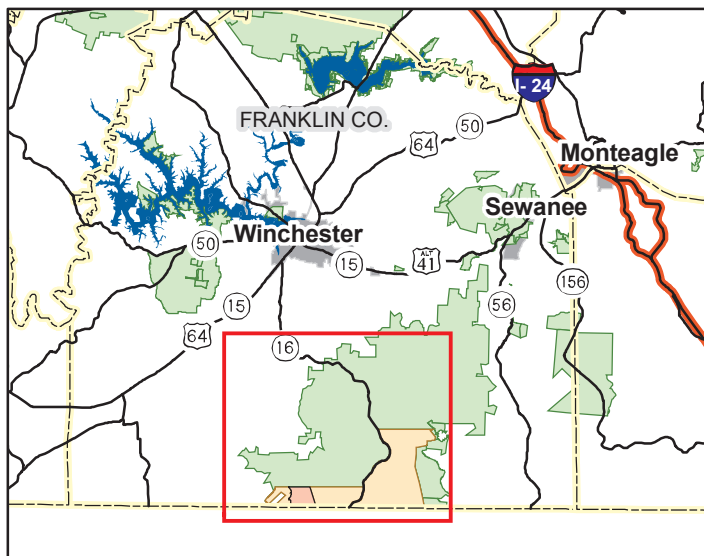 I- 24
FRANKLIN CO.
50
64
Monteagle
Sewanee
Winchester
50
15
ALT
41
15
56
156
64
16